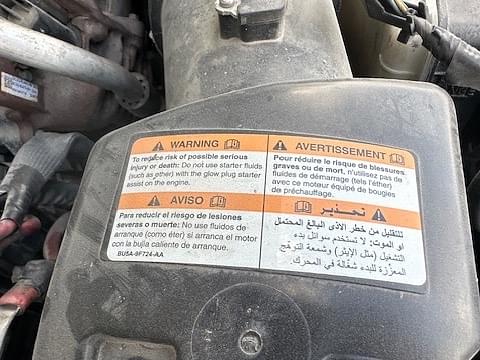 WARNING
To reduce risk of possible serious
injury or death: Do not use starter fluids
(such as ether) with the glow plug starter
assist on the engine.
AVERTISSEMENT
Pour réduire le risque de blessures
graves ou de mort, n'utilisez pas de
fluides de démarrage (tels l'éther)
avec ce moteur équipé de bougies
de préchauffage.
AVISO
Para reducir el riesgo de lesiones
severas o muerte: No use fluidos de
arranque (como éter) si arranca el motor
con la bujía caliente de arranque.
BU5A-9F724-AA
تحذير
للتقليل من خطر الأذى البالغ المحتمل
أو الموت: لا تستخدم سوائل بدء
التشغيل (مثل الإيثر) وشمعة التوهّج
المعزّزة للبدء شغّالة في المحرك.